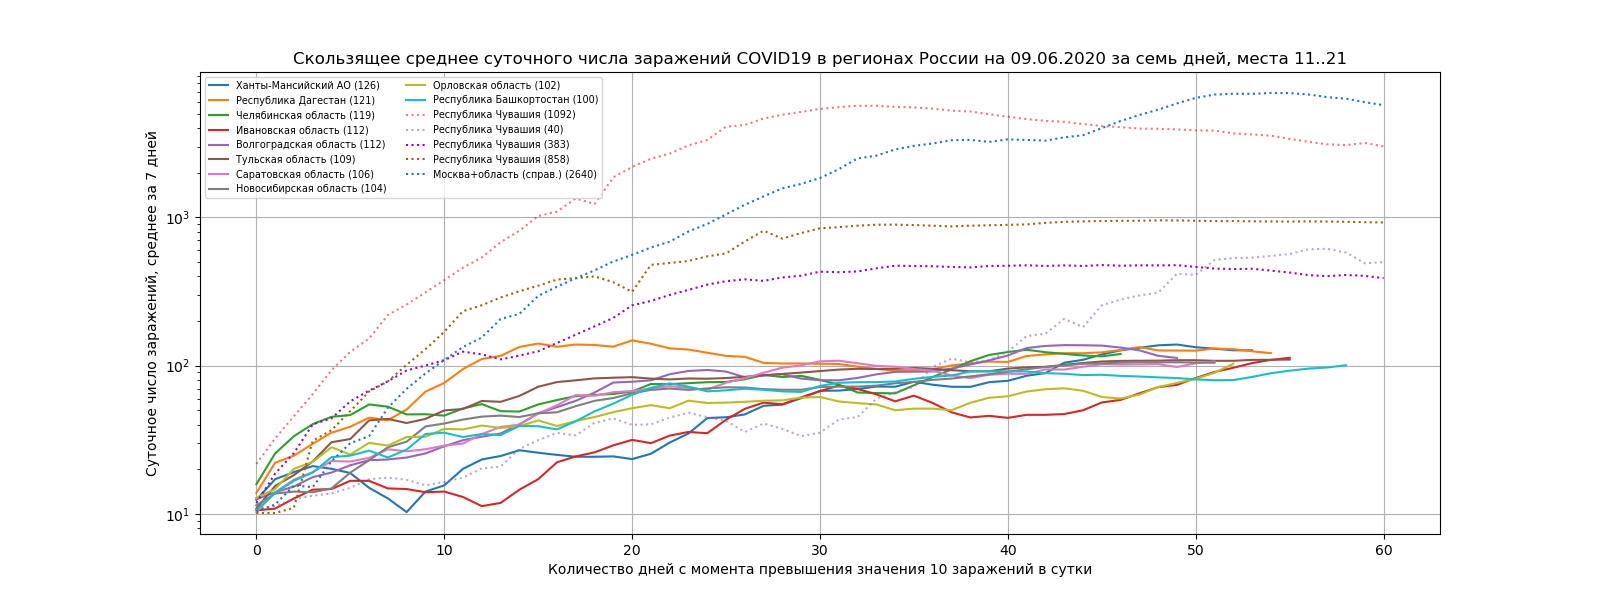 Скользящее среднее суточного числа заражений COVID19 в регионах России на 09.06.2020 за семь дней, места 11..21
Суточное число заражений, среднее за 7 дней
10³
10²
10¹
Ханты-Мансийский АО (126)
Республика Дагестан (121)
Челябинская область (119)
Ивановская область (112)
Волгоградская область (112)
Тульская область (109)
Саратовская область (106)
Новосибирская область (104)
Орловская область (102)
Республика Башкортостан (100)
Республика Чувашия (1092)
Республика Чувашия (40)
Республика Чувашия (383)
Республика Чувашия (858)
Москва+область (справ.) (2640)
0 10 20 30 40 50 60
Количество дней с момента превышения значения 10 заражений в сутки